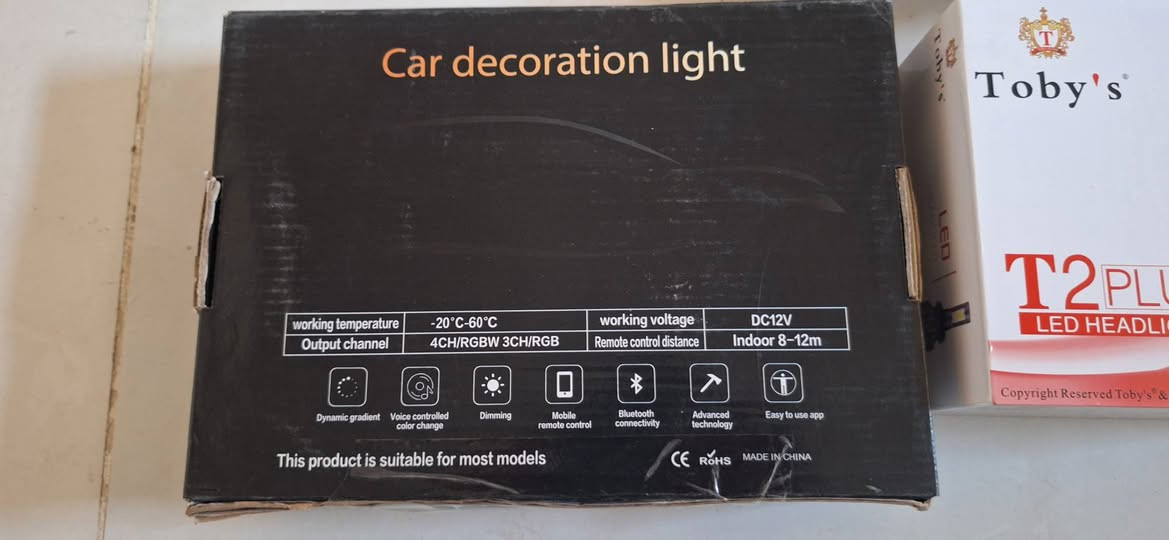 Car decoration light
working temperature -20°C-60°C working voltage DC12V
Output channel 4CH/RGBW 3CH/RGB Remote control distance Indoor 8-12m
Dynamic gradient
Voice controlled color change
Dimming
Mobile remote control
Bluetooth connectivity
Advanced technology
Easy to use app
This product is suitable for most models
CE RoHS MADE IN CHINA
Toby's
LED
T
Toby's®
T2 PLU
LED HEADLI
Copyright Reserved Toby's® &